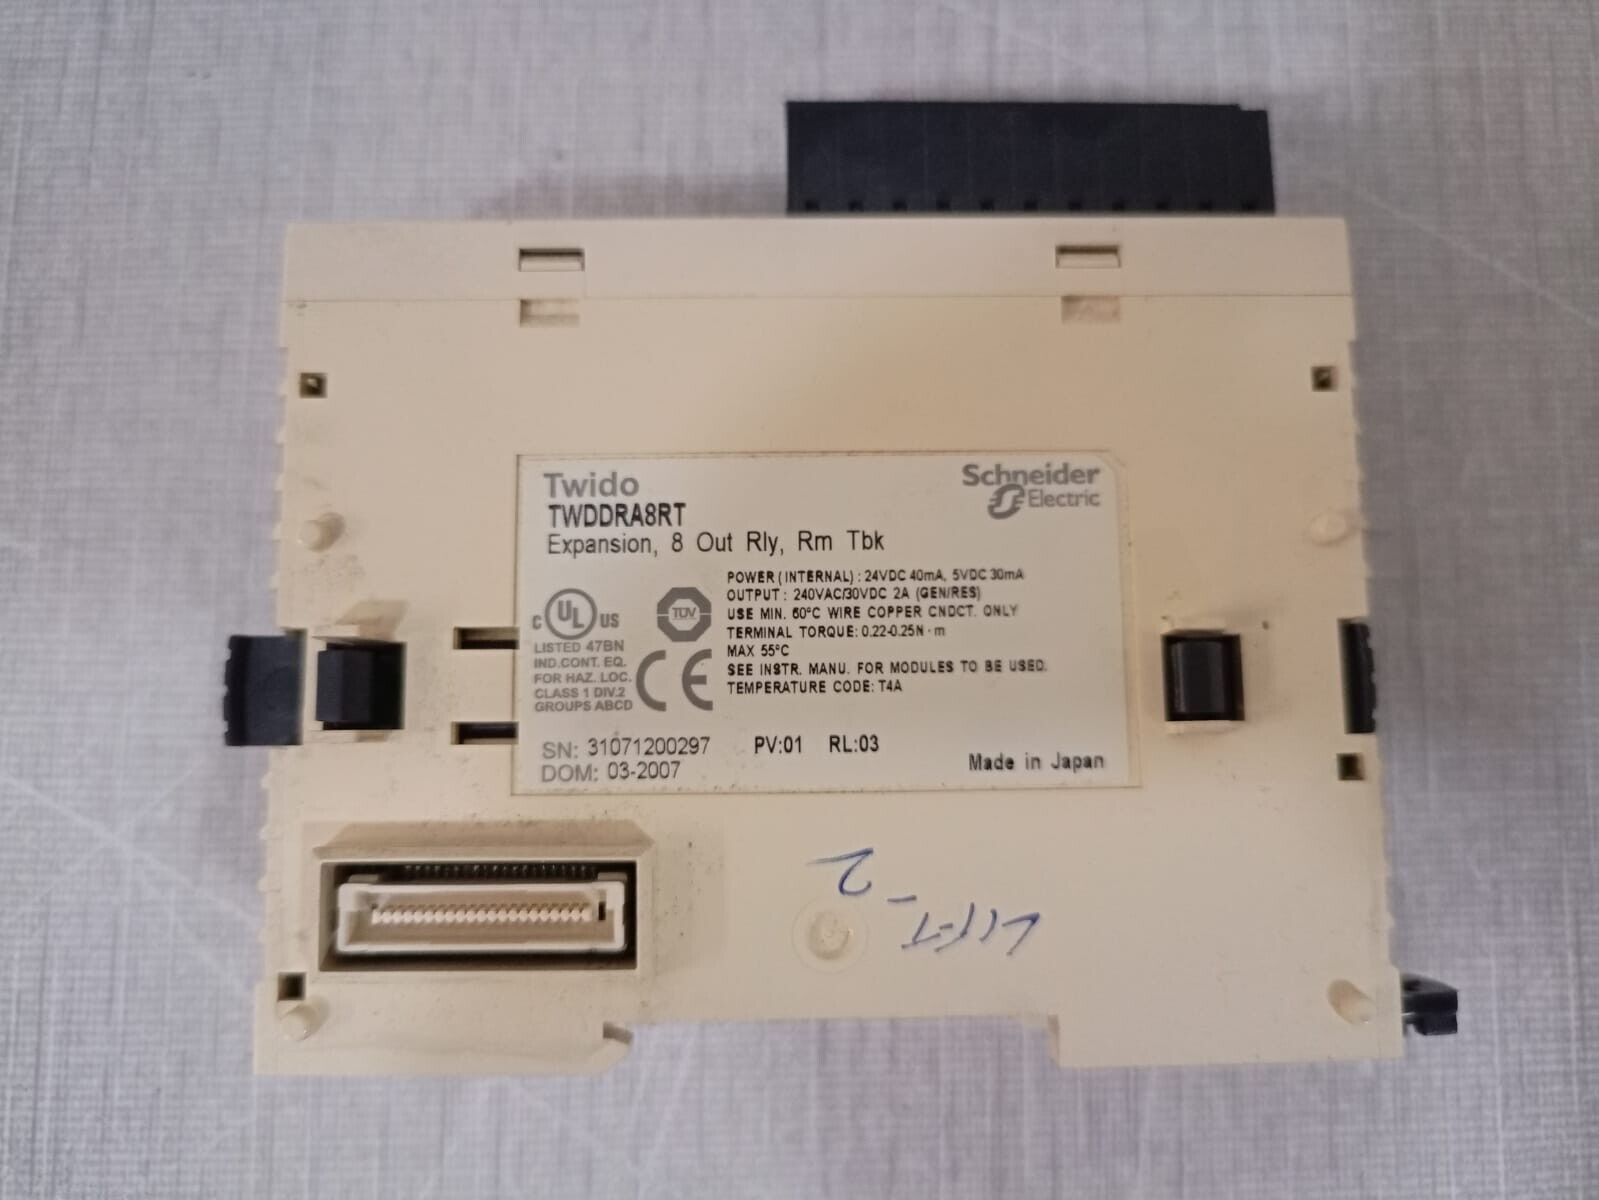 Twido
TWDDRA8RT
Expansion, 8 Out Rly, Rm Tbk
Schneider
Electric
POWER (INTERNAL) : 24VDC 40mA, 5VDC 30mA
OUTPUT : 240VAC/30VDC 2A (GEN/RES)
USE MIN. 60°C WIRE COPPER CNDCT. ONLY
TERMINAL TORQUE: 0.22-0.25N · m
MAX 55°C
SEE INSTR. MANU. FOR MODULES TO BE USED.
TEMPERATURE CODE: T4A
C UL US
LISTED 47BN
IND.CONT. EQ.
FOR HAZ. LOC.
CLASS 1 DIV.2
GROUPS ABCD
TÜV
CE
SN: 31071200297 PV:01 RL:03
DOM: 03-2007
Made in Japan
LIFT-2